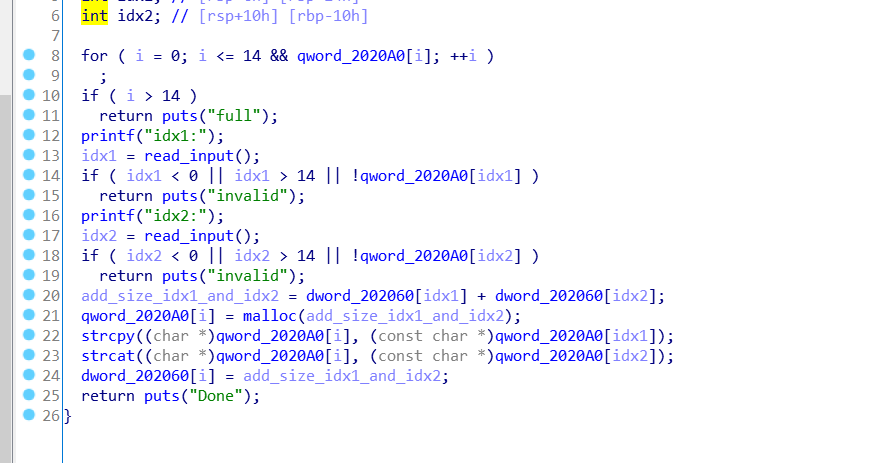 6 int idx2; // [rsp+10h] [rbp-10h]
7
8 for ( i = 0; i <= 14 && qword_2020A0[i]; ++i )
9 ;
10 if ( i > 14 )
11 return puts("full");
12 printf("idx1:");
13 idx1 = read_input();
14 if ( idx1 < 0 || idx1 > 14 || !qword_2020A0[idx1] )
15 return puts("invalid");
16 printf("idx2:");
17 idx2 = read_input();
18 if ( idx2 < 0 || idx2 > 14 || !qword_2020A0[idx2] )
19 return puts("invalid");
20 add_size_idx1_and_idx2 = dword_202060[idx1] + dword_202060[idx2];
21 qword_2020A0[i] = malloc(add_size_idx1_and_idx2);
22 strcpy((char *)qword_2020A0[i], (const char *)qword_2020A0[idx1]);
23 strcat((char *)qword_2020A0[i], (const char *)qword_2020A0[idx2]);
24 dword_202060[i] = add_size_idx1_and_idx2;
25 return puts("Done");
26 }